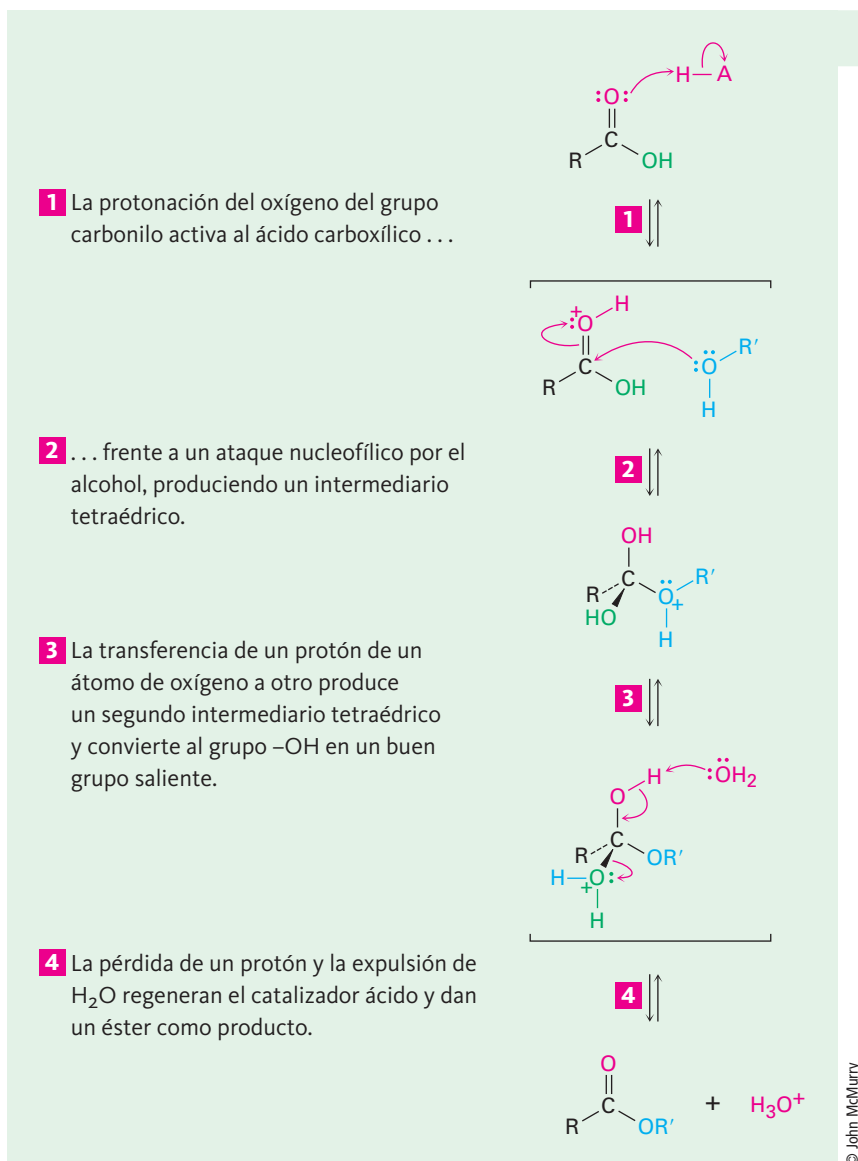 H—A
:O:
C
R
OH
1 La protonación del oxígeno del grupo
carbonilo activa al ácido carboxílico . . .
1
+
:O
H
C
R
OH
:Ö
R′
H
2 . . . frente a un ataque nucleofílico por el
alcohol, produciendo un intermediario
tetraédrico.
2
OH
C
R
HO
Ö+
R′
H
3 La transferencia de un protón de un
átomo de oxígeno a otro produce
un segundo intermediario tetraédrico
y convierte al grupo –OH en un buen
grupo saliente.
3
H
:ÖH₂
O
C
R
OR′
H—O:
+
H
4 La pérdida de un protón y la expulsión de
H₂O regeneran el catalizador ácido y dan
un éster como producto.
4
O
C
R
OR′
+ H₃O⁺
© John McMurry